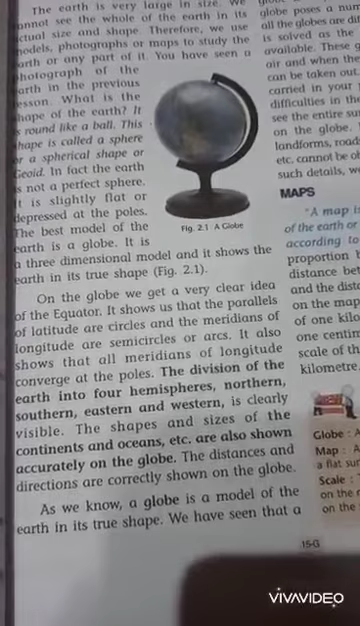 The earth is very large in size. We
cannot see the whole of the earth in its
actual size and shape. Therefore, we use
models, photographs or maps to study the
earth or any part of it. You have seen a
photograph of the
earth in the previous
lesson. What is the
shape of the earth? It
is round like a ball. This
shape is called a sphere
or a spherical shape or
Geoid. In fact the earth
is not a perfect sphere.
It is slightly flat or
depressed at the poles.
The best model of the
earth is a globe. It is
a three dimensional model and it shows the
earth in its true shape (Fig. 2.1).
Fig. 2.1 A Globe
On the globe we get a very clear idea
of the Equator. It shows us that the parallels
of latitude are circles and the meridians of
longitude are semicircles or arcs. It also
shows that all meridians of longitude
converge at the poles. The division of the
earth into four hemispheres, northern,
southern, eastern and western, is clearly
visible. The shapes and sizes of the
continents and oceans, etc. are also shown
accurately on the globe. The distances and
directions are correctly shown on the globe.
As we know, a globe is a model of the
earth in its true shape. We have seen that a
globe poses a num
all the globes are di
is solved as the
available. These g
air and when the
can be taken out
carried in your
difficulties in th
see the entire su
on the globe.
landforms, road
etc. cannot be
such details, w
MAPS
"A map is
of the earth or
according to
proportion
distance bet
and the dist
on the map
of one kilo
one centim
scale of th
kilometre.
Globe : A
Map : A
a flat sur
Scale :
on the
on the
15-G
VIVAVIDEO